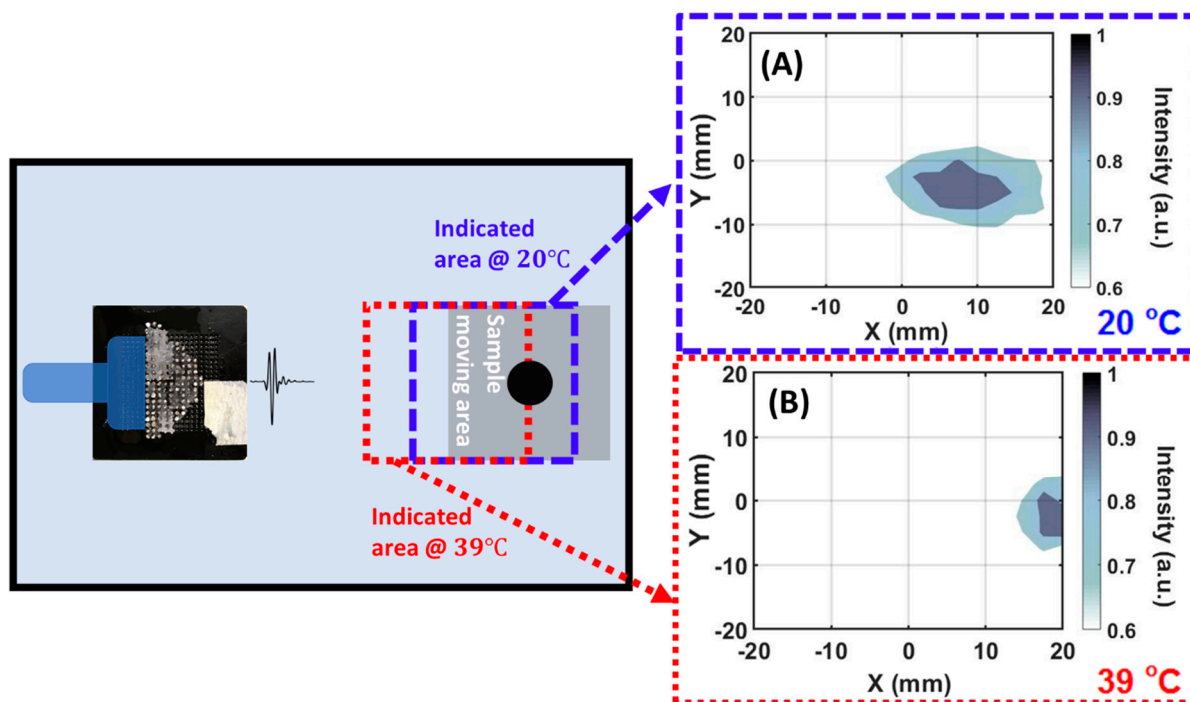 Indicated
area @ 20℃
Sample
moving area
Indicated
area @ 39℃
(A)
20
10
0
-10
20
-20
-10
0
10
20
Y (mm)
X (mm)
1
0.9
0.8
0.7
0.6
Intensity (a.u.)
20 °C
(B)
20
10
0
-10
-20
-20
-10
0
10
20
Y (mm)
X (mm)
1
0.9
0.8
0.7
0.6
Intensity (a.u.)
39 °C